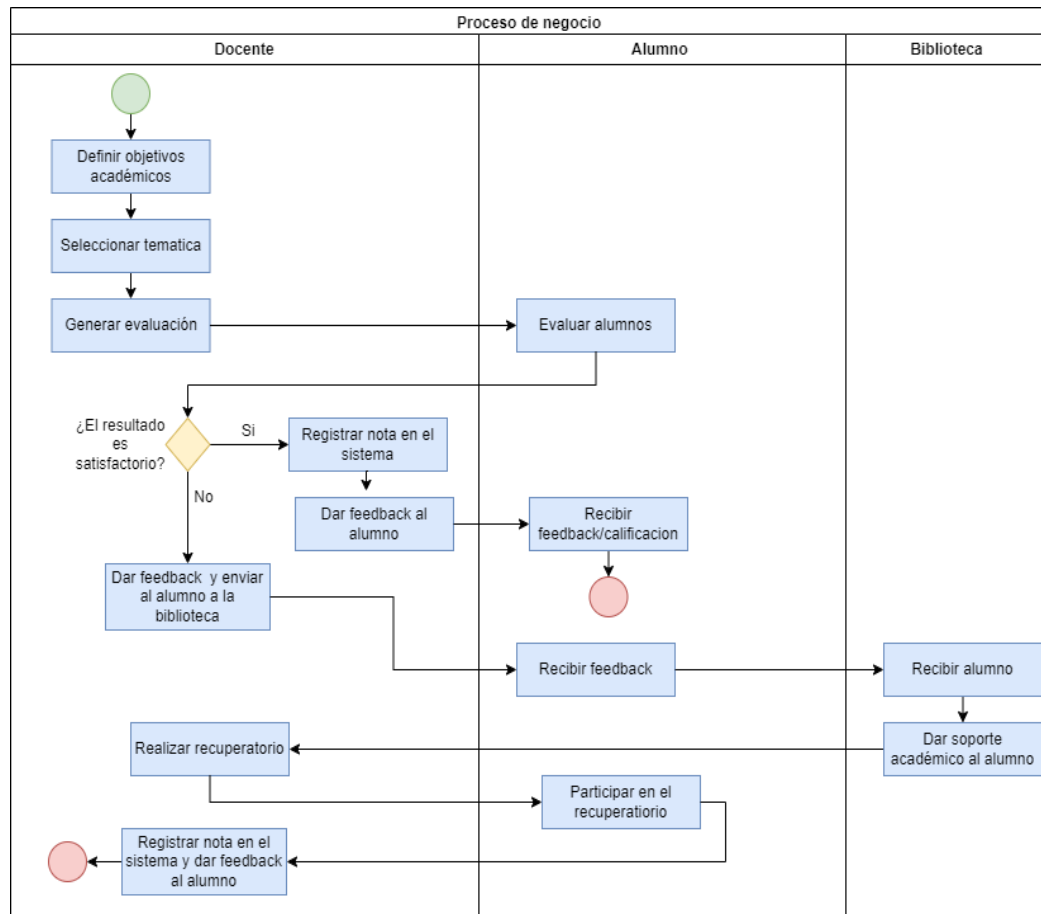 Proceso de negocio
Docente
Alumno
Biblioteca
Definir objetivos
académicos
Seleccionar tematica
Generar evaluación
Evaluar alumnos
¿El resultado
es
satisfactorio?
Si
Registrar nota en el
sistema
No
Dar feedback al
alumno
Recibir
feedback/calificacion
Dar feedback y enviar
al alumno a la
biblioteca
Recibir feedback
Recibir alumno
Realizar recuperatorio
Dar soporte
académico al alumno
Participar en el
recuperatiorio
Registrar nota en el
sistema y dar feedback
al alumno